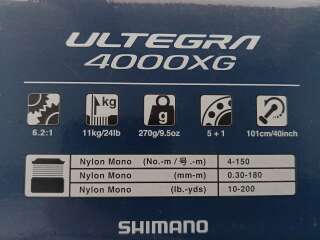 ULTEGRA
4000XG
kg
g
6.2:1 11kg/24lb 270g/9.5oz 5 + 1 101cm/40inch
Nylon Mono (No.-m / 号.-m) 4-150
Nylon Mono (mm-m) 0.30-180
Nylon Mono (lb.-yds) 10-200
SHIMANO